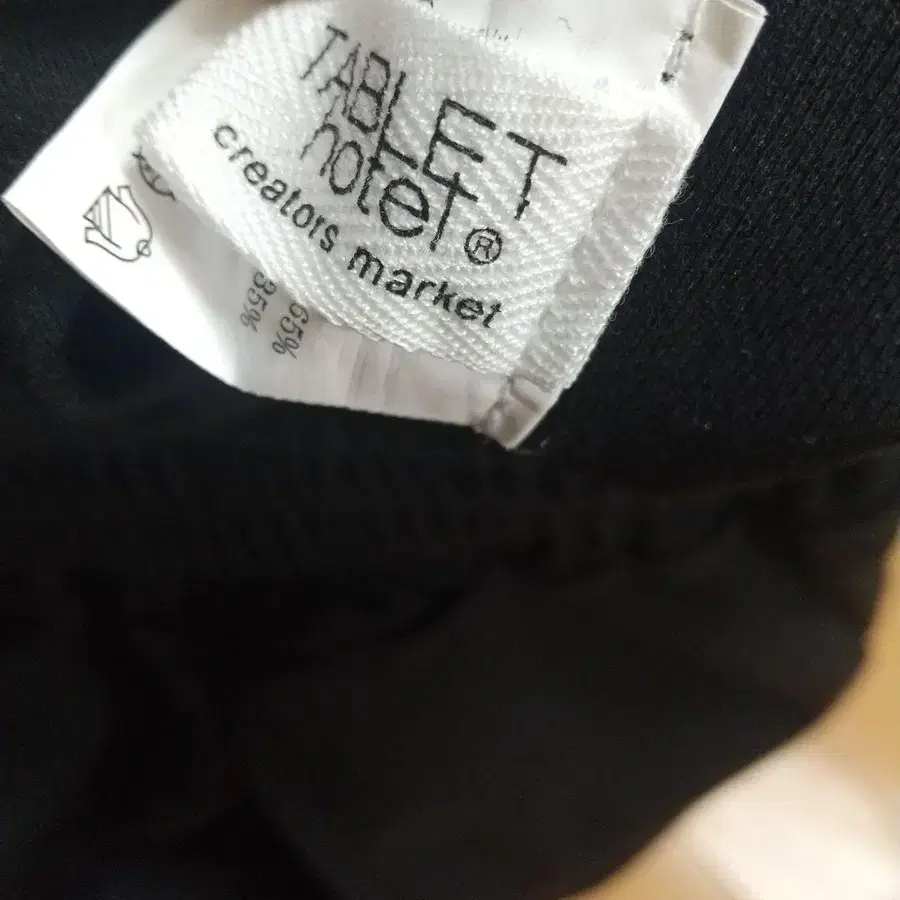 TABLET
notet®
creators market
65%
35%